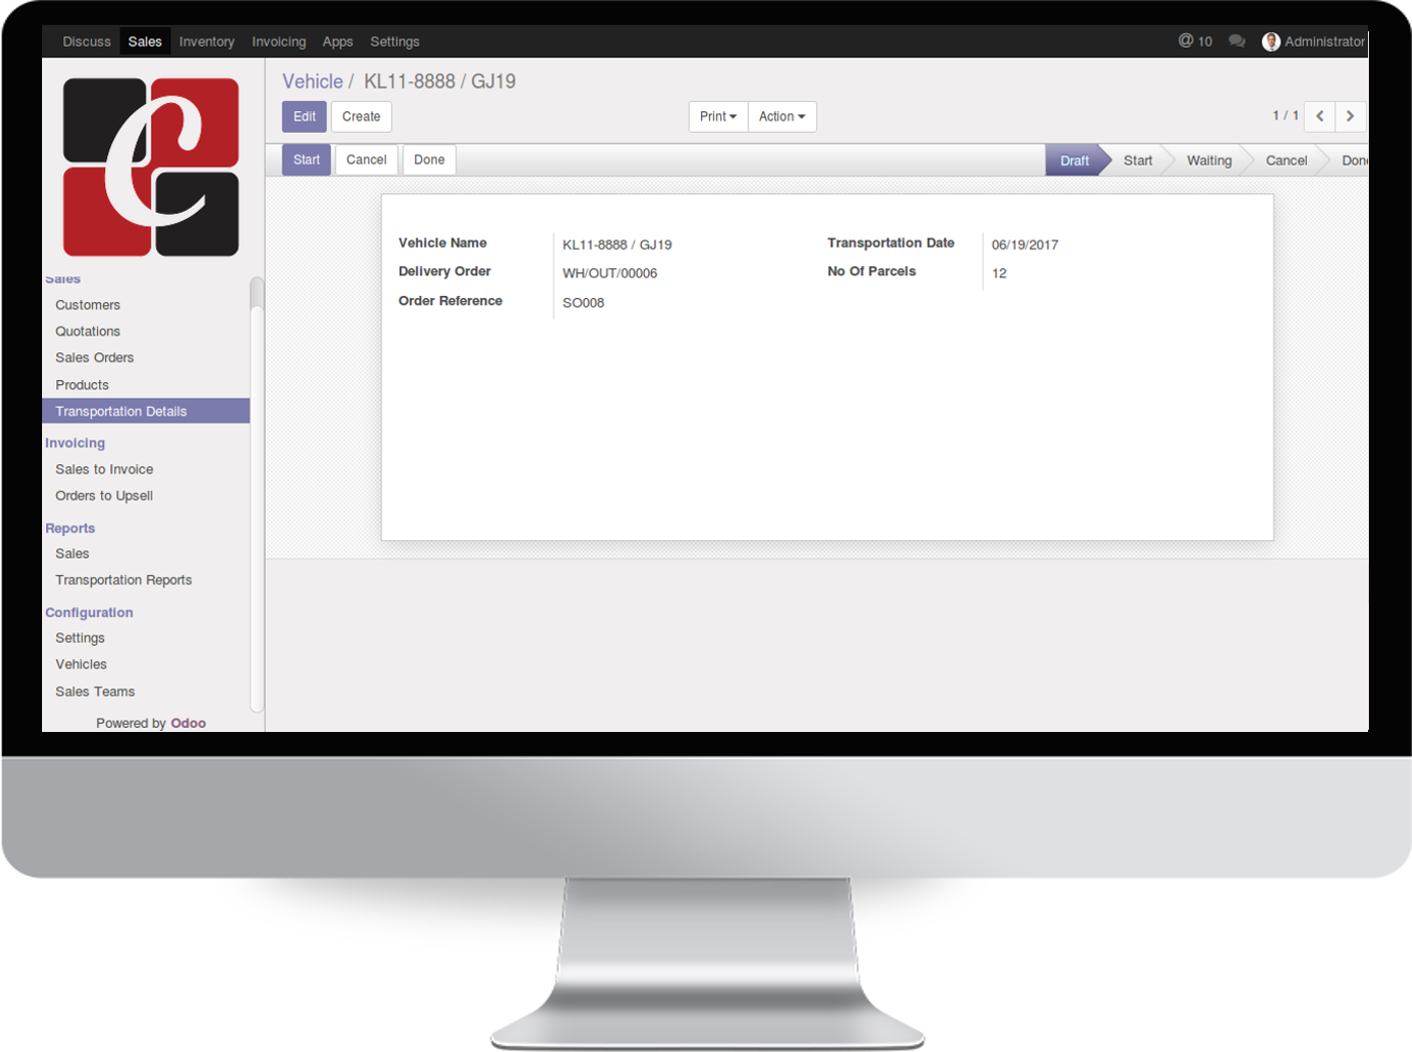 Discuss Sales Inventory Invoicing Apps Settings @ 10 Administrator
Vehicle / KL11-8888 / GJ19
Edit Create Print Action 1 / 1
Start Cancel Done Draft Start Waiting Cancel Done
C
Vehicle Name KL11-8888 / GJ19 Transportation Date 06/19/2017
Delivery Order WH/OUT/00006 No Of Parcels 12
Order Reference SO008
Sales
Customers
Quotations
Sales Orders
Products
Transportation Details
Invoicing
Sales to Invoice
Orders to Upsell
Reports
Sales
Transportation Reports
Configuration
Settings
Vehicles
Sales Teams
Powered by Odoo